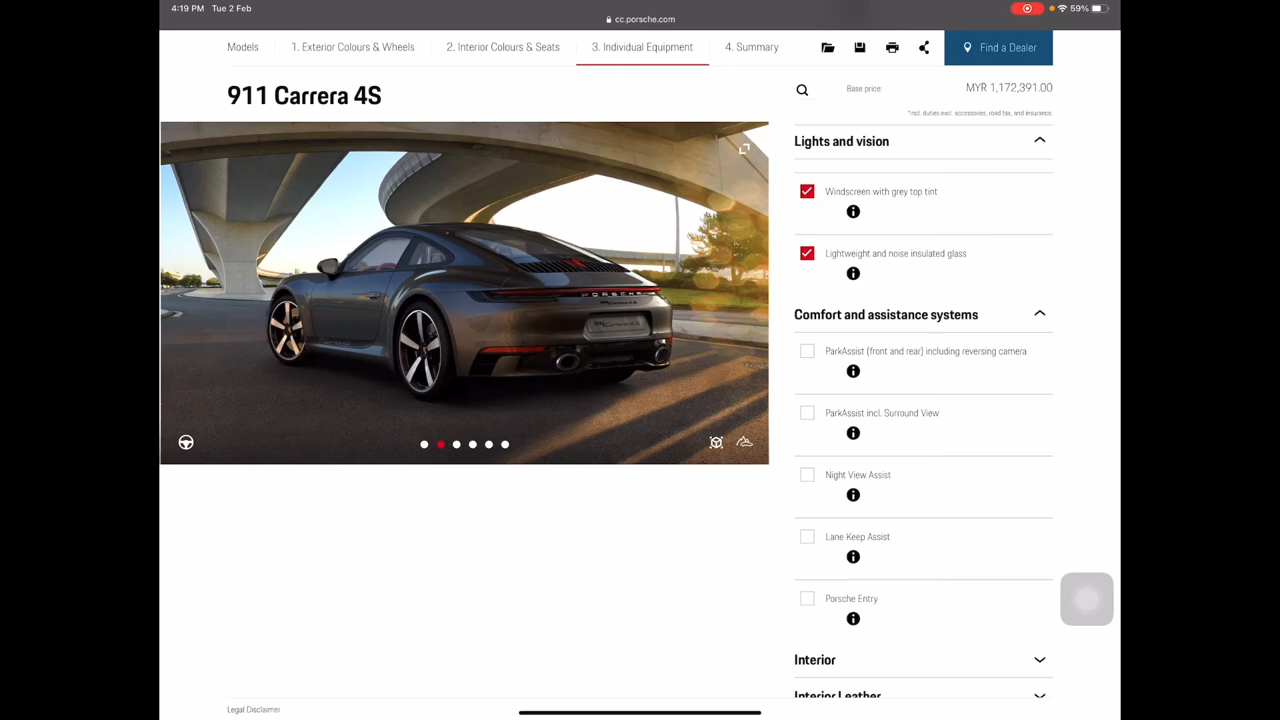 4:19 PM Tue 2 Feb
59%
cc.porsche.com
Models
1. Exterior Colours & Wheels
2. Interior Colours & Seats
3. Individual Equipment
4. Summary
Find a Dealer
911 Carrera 4S
Base price:
MYR 1,172,391.00
*incl. duties excl. accessories, road tax, and insurance.
Lights and vision
Windscreen with grey top tint
Lightweight and noise insulated glass
Comfort and assistance systems
ParkAssist (front and rear) including reversing camera
ParkAssist incl. Surround View
Night View Assist
Lane Keep Assist
Porsche Entry
Interior
Interior Leather
PORSCHE
Legal Disclaimer